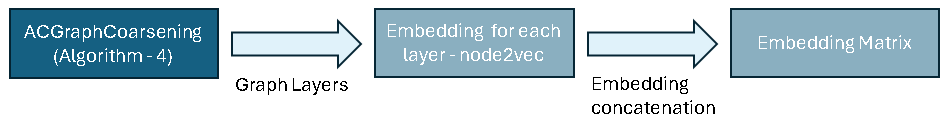 ACGraphCoarsening
(Algorithm - 4)
Graph Layers
Embedding for each
layer - node2vec
Embedding
concatenation
Embedding Matrix